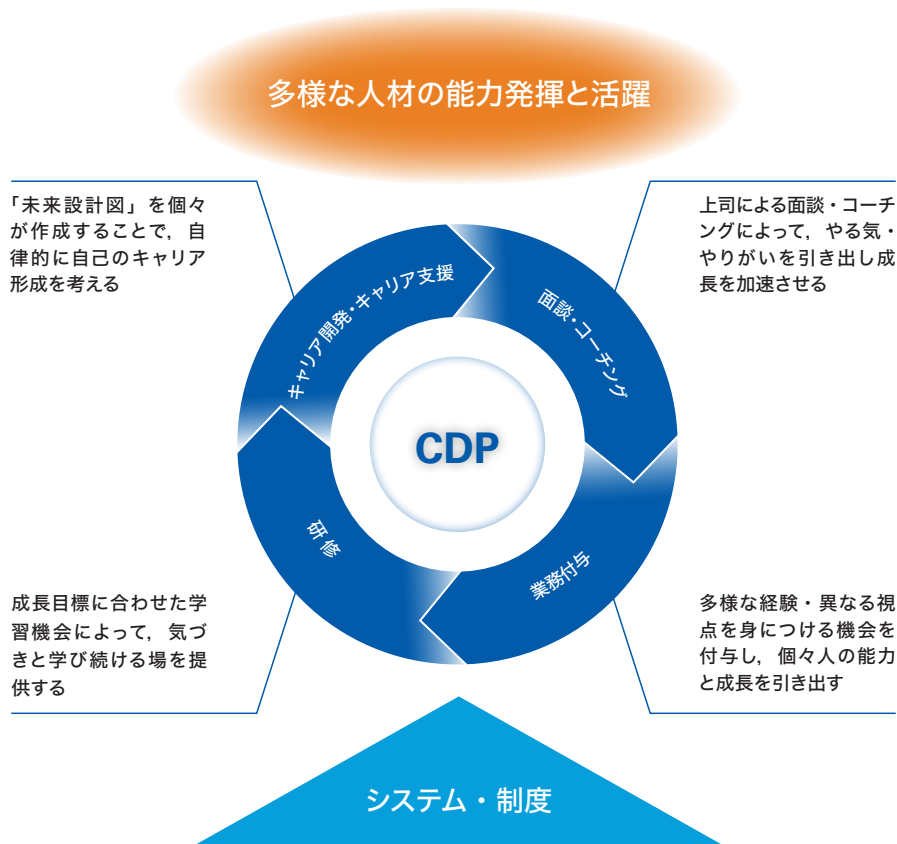 多様な人材の能力発揮と活躍
「未来設計図」を個々
が作成することで，自
律的に自己のキャリア
形成を考える
上司による面談・コーチ
ングによって，やる気・
やりがいを引き出し成
長を加速させる
キャリア開発・キャリア支援
面談・コーチング
CDP
研修
業務付与
成長目標に合わせた学
習機会によって，気づ
きと学び続ける場を提
供する
多様な経験・異なる視
点を身につける機会を
付与し，個々人の能力
と成長を引き出す
システム・制度